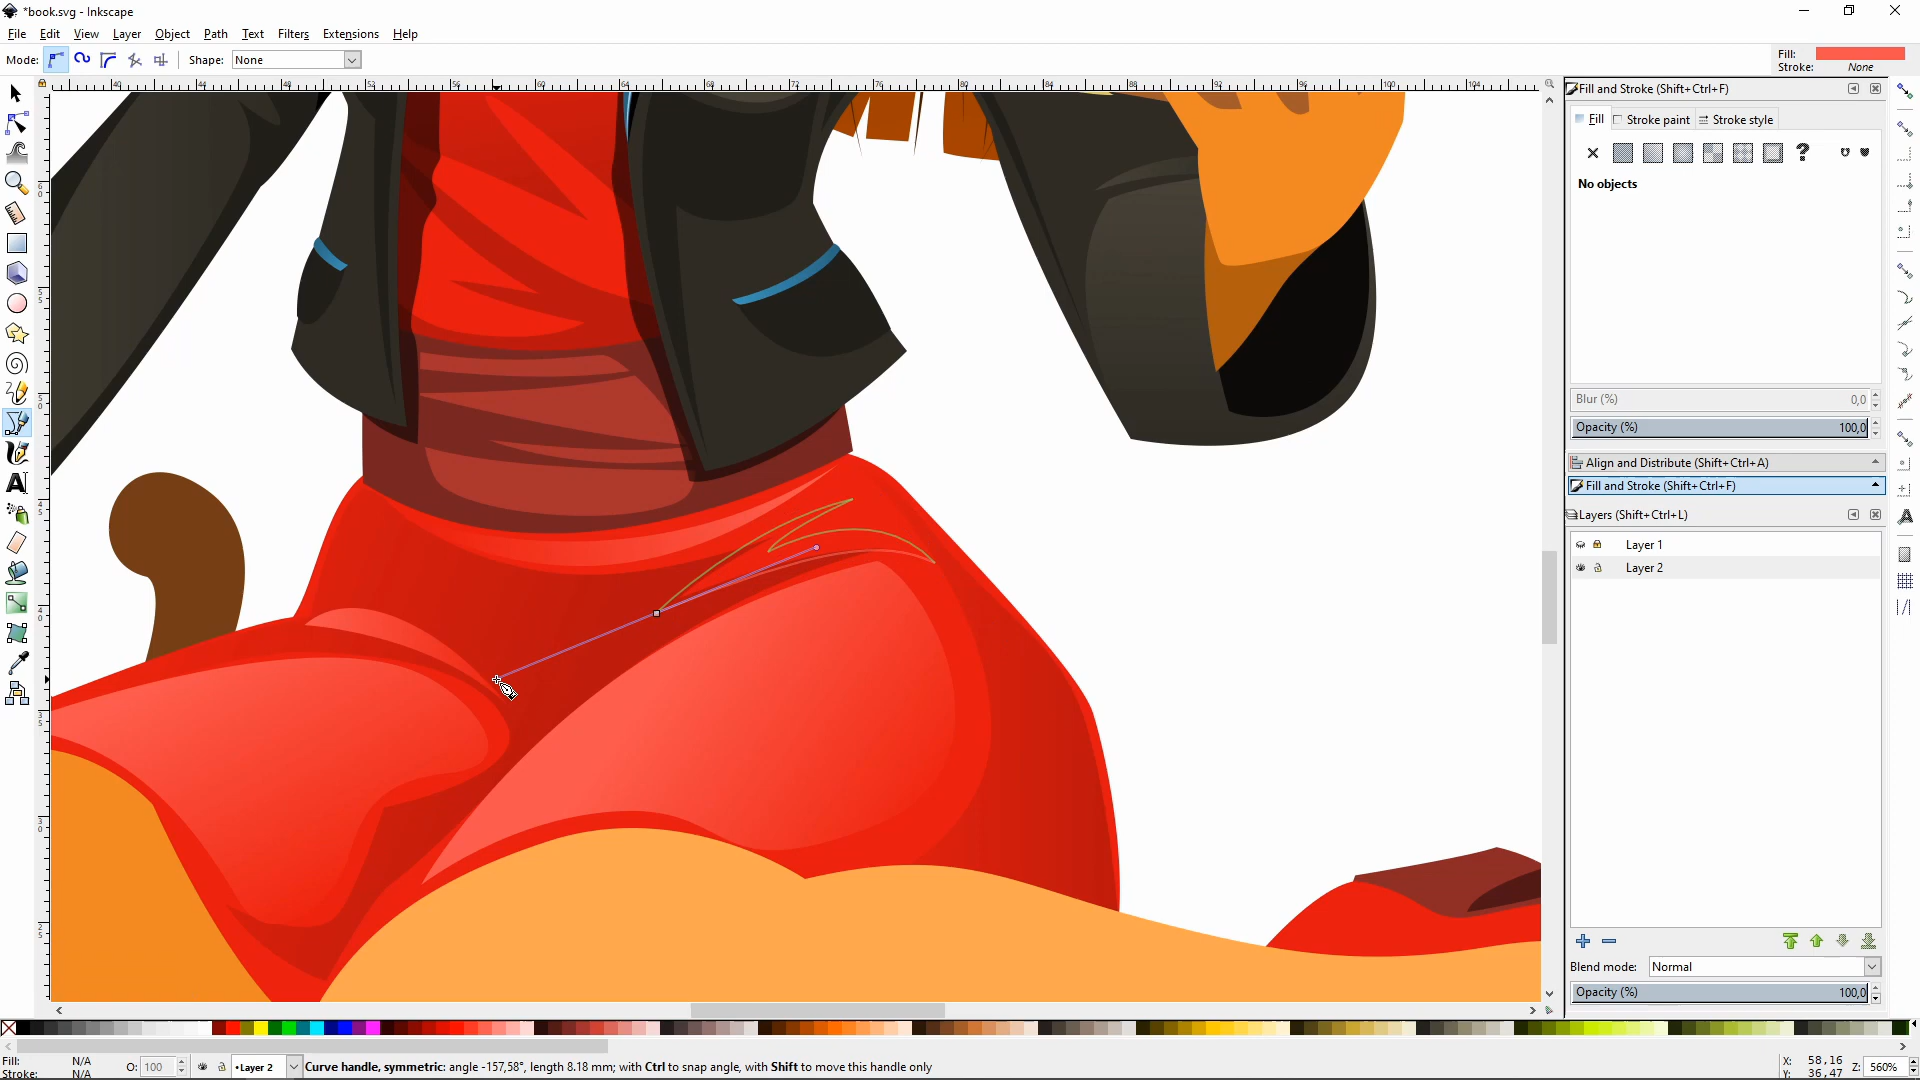 *book.svg - Inkscape
File Edit View Layer Object Path Text Filters Extensions Help
Mode: Shape: None
Fill:
Stroke: None
Fill and Stroke (Shift+Ctrl+F)
Fill Stroke paint Stroke style
No objects
Blur (%) 0,0
Opacity (%) 100,0
Align and Distribute (Shift+Ctrl+A)
Fill and Stroke (Shift+Ctrl+F)
Layers (Shift+Ctrl+L)
Layer 1
Layer 2
Blend mode: Normal
Opacity (%) 100,0
Fill: N/A
Stroke: N/A
O: 100
•Layer 2
Curve handle, symmetric: angle -157,58°, length 8.18 mm; with Ctrl to snap angle, with Shift to move this handle only
X: 58,16
Y: 36,47
Z: 560%